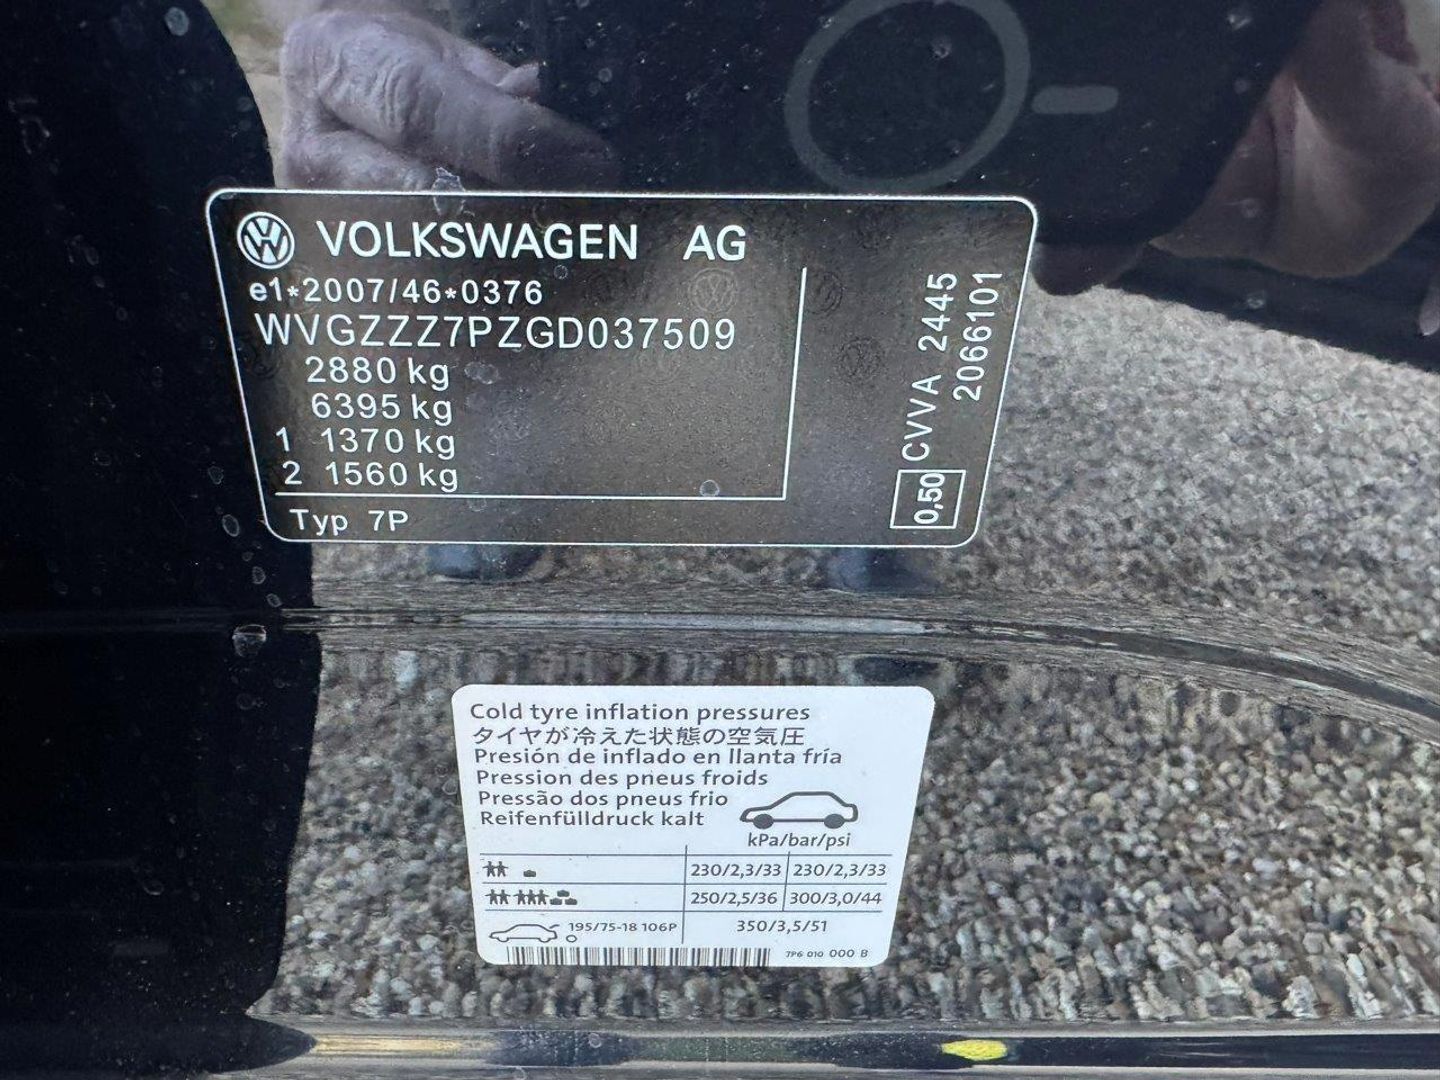 VOLKSWAGEN AG
e1*2007/46*0376
WVGZZZ7PZGD037509
2880 kg
6395 kg
1 1370 kg
2 1560 kg
Typ 7P
0,50 CVVA 2445
2066101
Cold tyre inflation pressures
タイヤが冷えた状態の空気圧
Presión de inflado en llanta fría
Pression des pneus froids
Pressão dos pneus frio
Reifenfülldruck kalt
kPa/bar/psi
230/2,3/33 230/2,3/33
250/2,5/36 300/3,0/44
195/75-18 106P 350/3,5/51
7P6 010 000 B